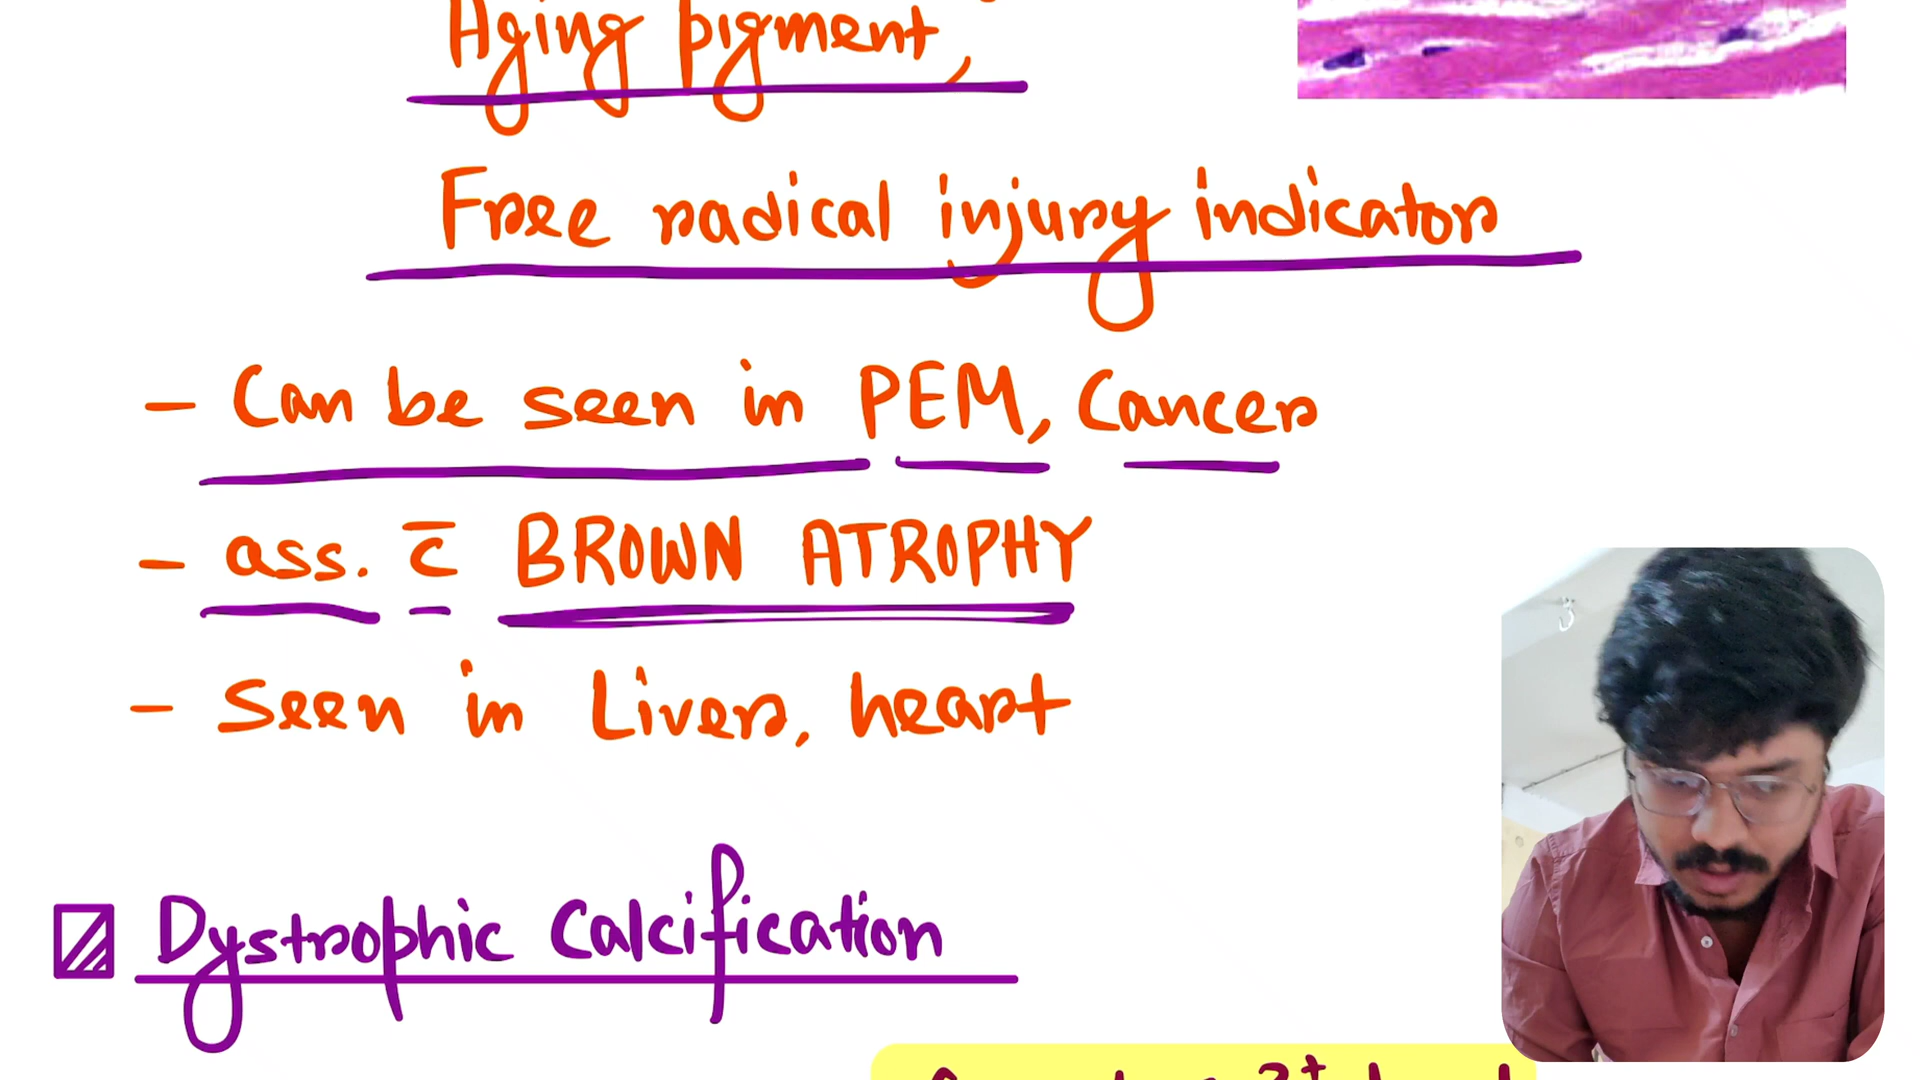 Aging pigment,
Free radical injury indicator
- Can be seen in PEM, Cancer
- ass. c̅ BROWN ATROPHY
- Seen in Liver, heart
Dystrophic Calcification